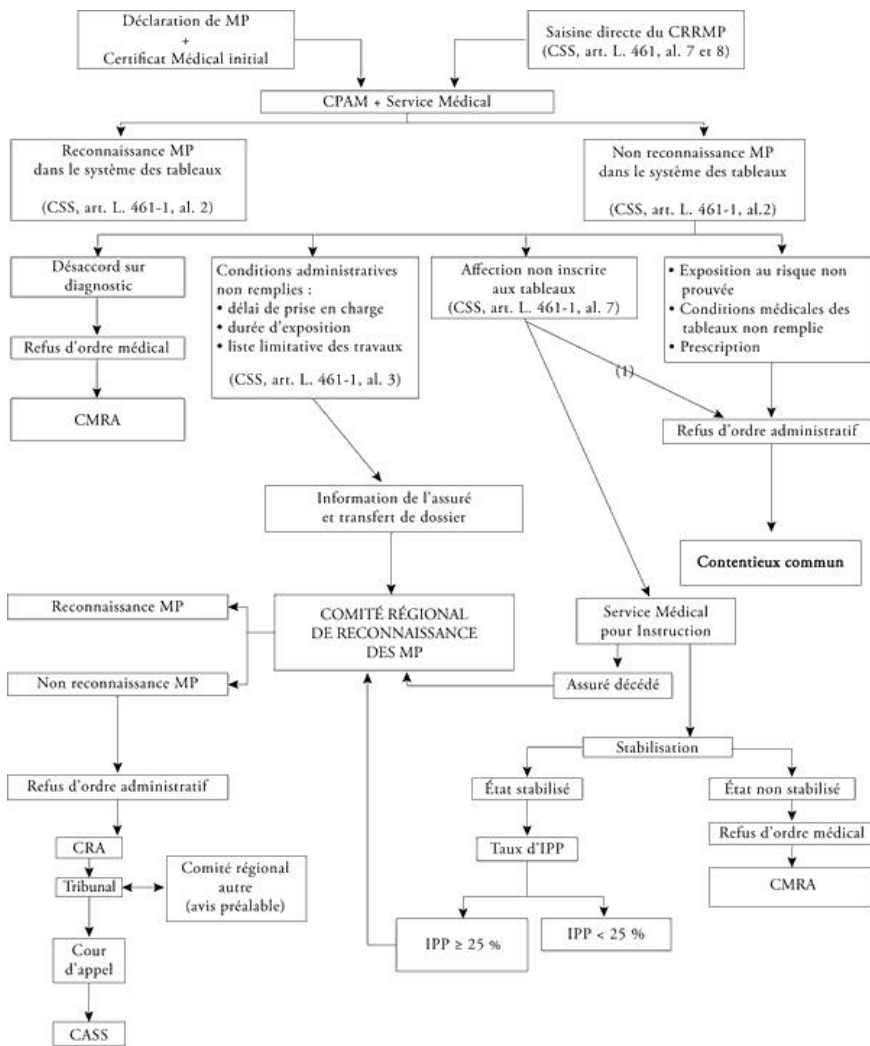 Déclaration de MP
+
Certificat Médical initial
Saisine directe du CRRMP
(CSS, art. L. 461, al. 7 et 8)
CPAM + Service Médical
Reconnaissance MP
dans le système des tableaux
(CSS, art. L. 461-1, al. 2)
Non reconnaissance MP
dans le système des tableaux
(CSS, art. L. 461-1, al.2)
Désaccord sur
diagnostic
Refus d'ordre médical
CMRA
Conditions administratives
non remplies :
• délai de prise en charge
• durée d'exposition
• liste limitative des travaux
(CSS, art. L. 461-1, al. 3)
Affection non inscrite
aux tableaux
(CSS, art. L. 461-1, al. 7)
• Exposition au risque non
prouvée
• Conditions médicales des
tableaux non remplie
• Prescription
(1)
Refus d'ordre administratif
Contentieux commun
Information de l'assuré
et transfert de dossier
Reconnaissance MP
Non reconnaissance MP
COMITÉ RÉGIONAL
DE RECONNAISSANCE
DES MP
Service Médical
pour Instruction
Assuré décédé
Stabilisation
Refus d'ordre administratif
CRA
Tribunal
Comité régional
autre
(avis préalable)
Cour
d'appel
CASS
État stabilisé
Taux d'IPP
IPP ≥ 25 %
IPP < 25 %
État non stabilisé
Refus d'ordre médical
CMRA